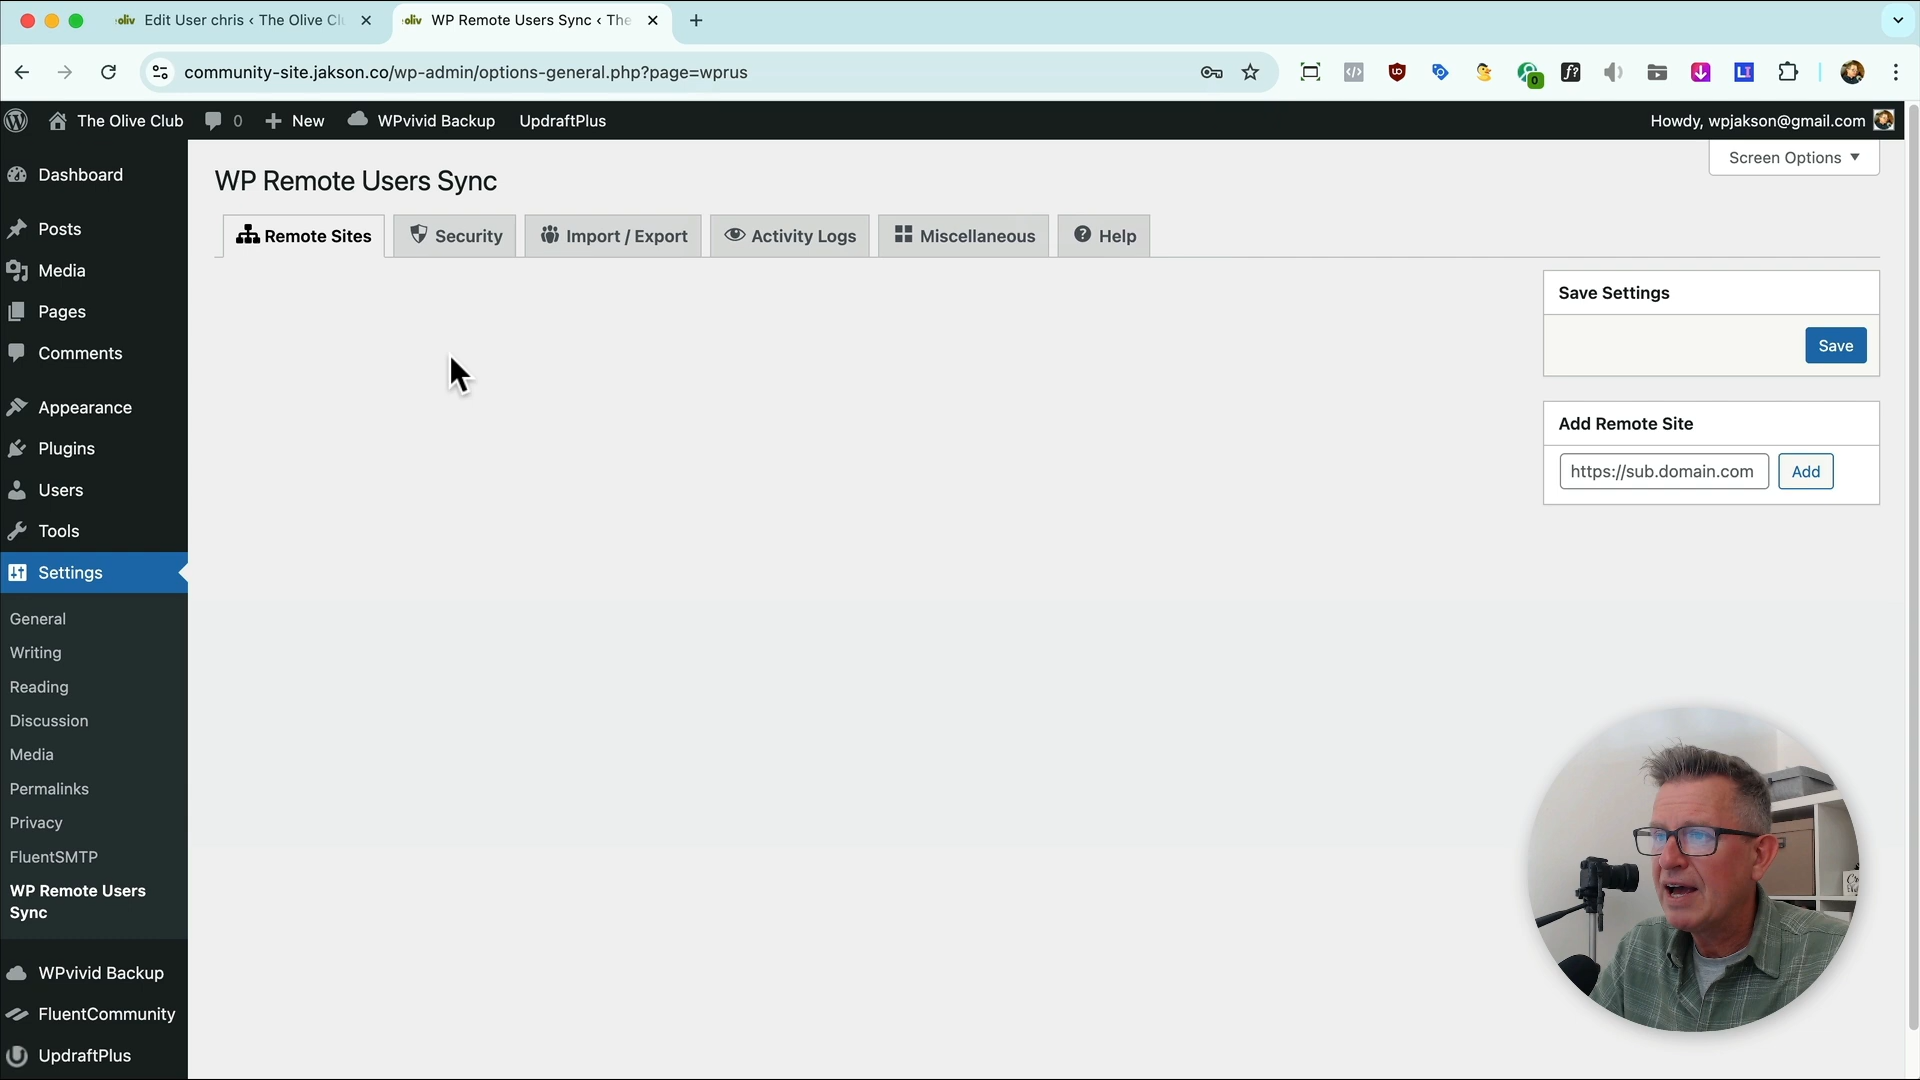 oliv Edit User chris ‹ The Olive Cl
oliv WP Remote Users Sync ‹ The
community-site.jakson.co/wp-admin/options-general.php?page=wprus
The Olive Club 0 New WPvivid Backup UpdraftPlus Howdy, wpjakson@gmail.com
Screen Options
Dashboard
Posts
Media
Pages
Comments
Appearance
Plugins
Users
Tools
Settings
General
Writing
Reading
Discussion
Media
Permalinks
Privacy
FluentSMTP
WP Remote Users
Sync
WPvivid Backup
FluentCommunity
UpdraftPlus
WP Remote Users Sync
Remote Sites Security Import / Export Activity Logs Miscellaneous Help
Save Settings
Save
Add Remote Site
https://sub.domain.com Add